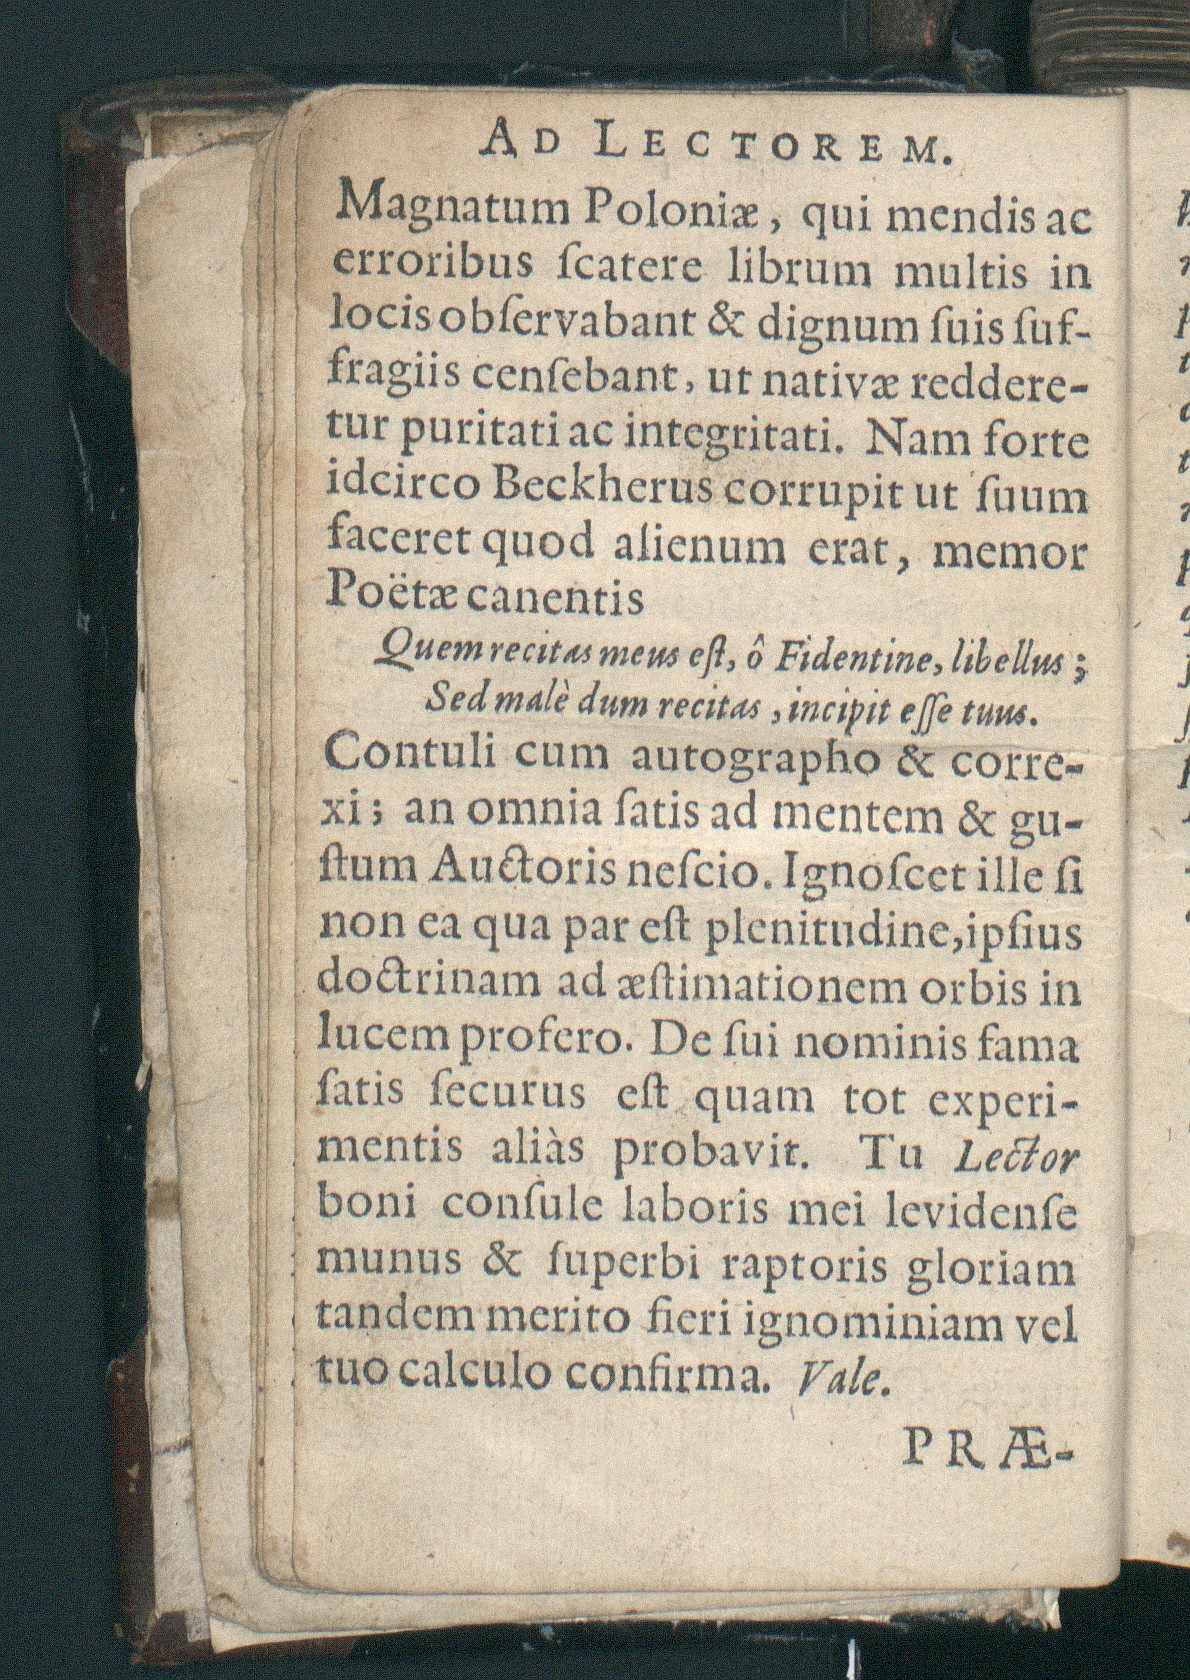 AD LECTOREM.
Magnatum Poloniæ, qui mendis ac
erroribus ſcatere librum multis in
locis obſervabant & dignum ſuis ſuf-
fragiis cenſebant, ut nativæ reddere-
tur puritati ac integritati. Nam forte
idcirco Beckherus corrupit ut ſuum
faceret quod alienum erat, memor
Poëtæ canentis
Quem recitas meus eſt, ô Fidentine, libellus;
Sed malè dum recitas, incipit eſſe tuus.
Contuli cum autographo & corre-
xi; an omnia ſatis ad mentem & gu-
ſtum Auctoris neſcio. Ignoſcet ille ſi
non ea qua par eſt plenitudine, ipſius
doctrinam ad æſtimationem orbis in
lucem profero. De ſui nominis fama
ſatis ſecurus eſt quam tot experi-
mentis aliàs probavit. Tu Lector
boni conſule laboris mei levidenſe
munus & ſuperbi raptoris gloriam
tandem merito fieri ignominiam vel
tuo calculo confirma. Vale.
PRÆ-